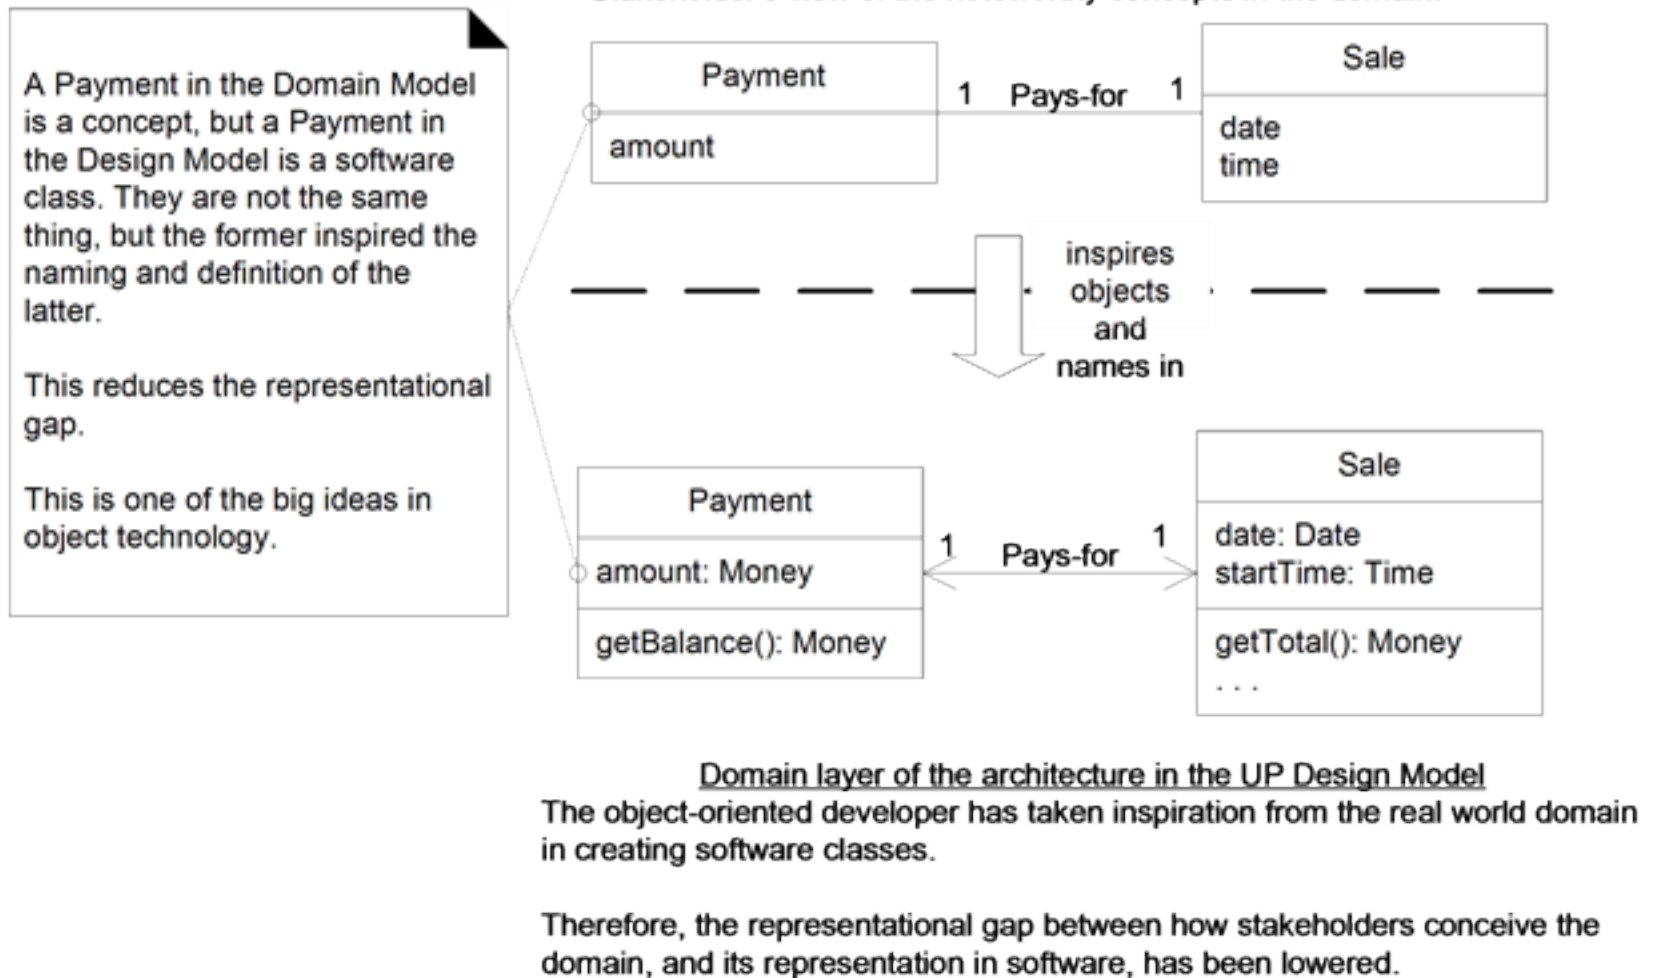 A Payment in the Domain Model
is a concept, but a Payment in
the Design Model is a software
class. They are not the same
thing, but the former inspired the
naming and definition of the
latter.
This reduces the representational
gap.
This is one of the big ideas in
object technology.
Payment
amount
1 Pays-for 1
Sale
date
time
inspires
objects
and
names in
Payment
amount: Money
getBalance(): Money
1 Pays-for 1
Sale
date: Date
startTime: Time
getTotal(): Money
. . .
Domain layer of the architecture in the UP Design Model
The object-oriented developer has taken inspiration from the real world domain
in creating software classes.
Therefore, the representational gap between how stakeholders conceive the
domain, and its representation in software, has been lowered.